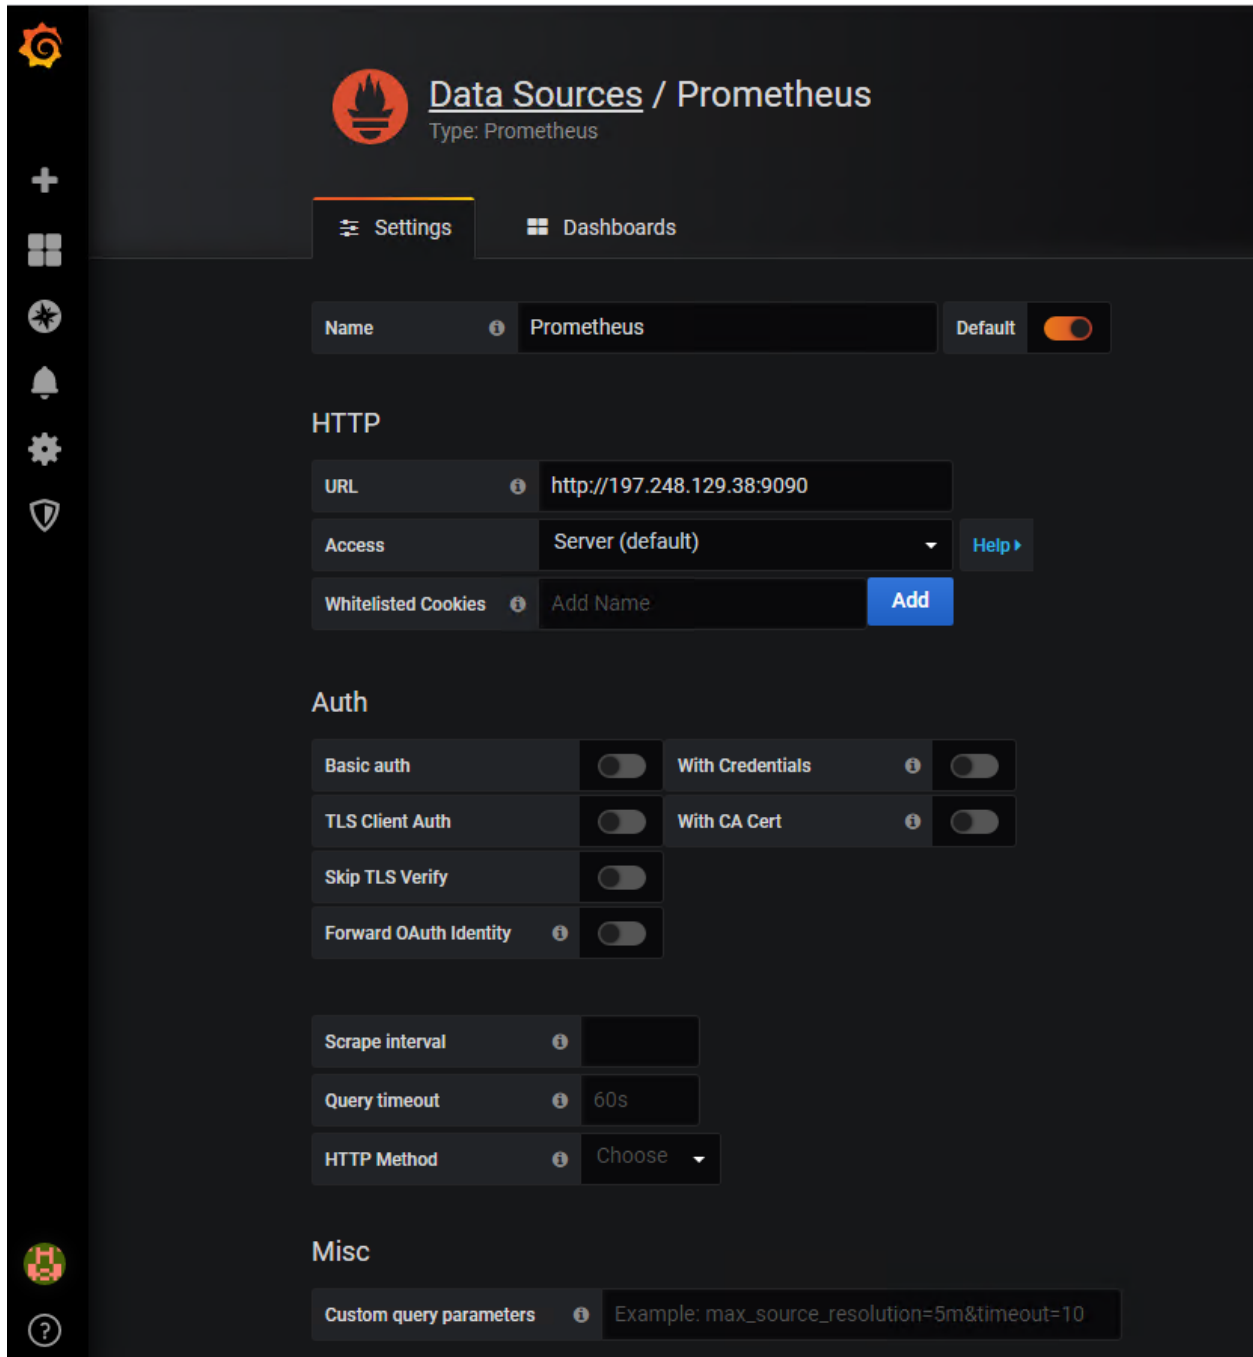 Data Sources / Prometheus
Type: Prometheus
Settings Dashboards
Name Prometheus Default
HTTP
URL http://197.248.129.38:9090
Access Server (default) Help
Whitelisted Cookies Add Name Add
Auth
Basic auth With Credentials
TLS Client Auth With CA Cert
Skip TLS Verify
Forward OAuth Identity
Scrape interval
Query timeout 60s
HTTP Method Choose
Misc
Custom query parameters Example: max_source_resolution=5m&timeout=10